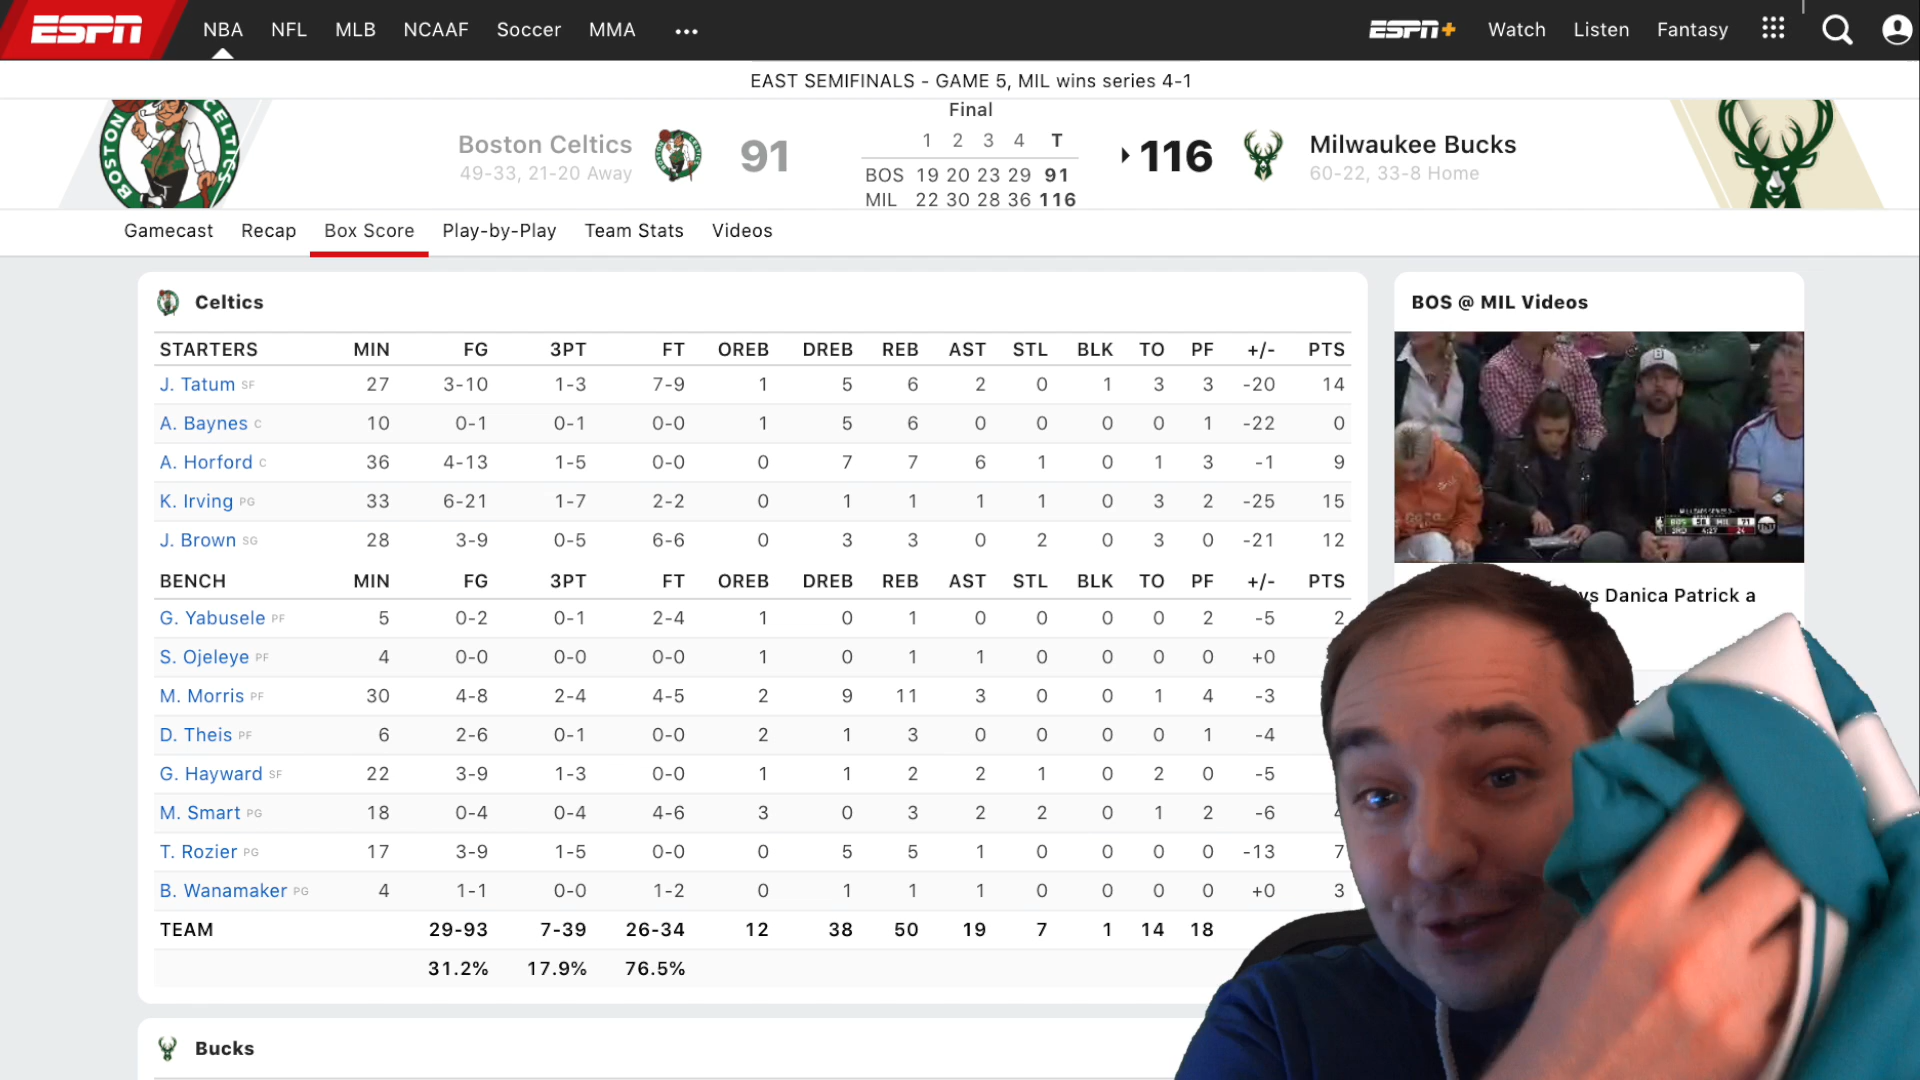 ESPN NBA NFL MLB NCAAF Soccer MMA ••• ESPN+ Watch Listen Fantasy
EAST SEMIFINALS - GAME 5, MIL wins series 4-1
Final
BOSTON CELTICS
Boston Celtics 91
49-33, 21-20 Away
1 2 3 4 T
BOS 19 20 23 29 91
MIL 22 30 28 36 116
116 Milwaukee Bucks
60-22, 33-8 Home
Gamecast Recap Box Score Play-by-Play Team Stats Videos
Celtics
STARTERS MIN FG 3PT FT OREB DREB REB AST STL BLK TO PF +/- PTS
J. Tatum SF 27 3-10 1-3 7-9 1 5 6 2 0 1 3 3 -20 14
A. Baynes C 10 0-1 0-1 0-0 1 5 6 0 0 0 0 1 -22 0
A. Horford C 36 4-13 1-5 0-0 0 7 7 6 1 0 1 3 -1 9
K. Irving PG 33 6-21 1-7 2-2 0 1 1 1 1 0 3 2 -25 15
J. Brown SG 28 3-9 0-5 6-6 0 3 3 0 2 0 3 0 -21 12
BENCH MIN FG 3PT FT OREB DREB REB AST STL BLK TO PF +/- PTS
G. Yabusele PF 5 0-2 0-1 2-4 1 0 1 0 0 0 0 2 -5 2
S. Ojeleye PF 4 0-0 0-0 0-0 1 0 1 1 0 0 0 0 +0
M. Morris PF 30 4-8 2-4 4-5 2 9 11 3 0 0 1 4 -3
D. Theis PF 6 2-6 0-1 0-0 2 1 3 0 0 0 0 1 -4
G. Hayward SF 22 3-9 1-3 0-0 1 1 2 2 1 0 2 0 -5
M. Smart PG 18 0-4 0-4 4-6 3 0 3 2 2 0 1 2 -6 4
T. Rozier PG 17 3-9 1-5 0-0 0 5 5 1 0 0 0 0 -13 7
B. Wanamaker PG 4 1-1 0-0 1-2 0 1 1 1 0 0 0 0 +0 3
TEAM 29-93 7-39 26-34 12 38 50 19 7 1 14 18
31.2% 17.9% 76.5%
Bucks
BOS @ MIL Videos
B
BOS 58 MIL 71
3RD 4:27 24 TNT
Danica Patrick a